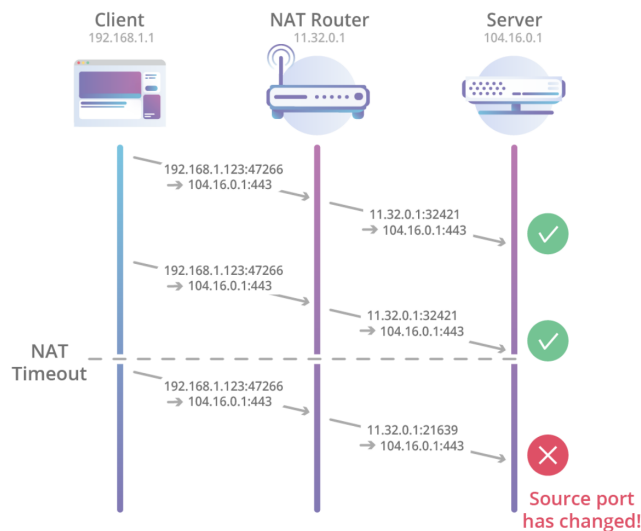 Client
192.168.1.1
NAT Router
11.32.0.1
Server
104.16.0.1
192.168.1.123:47266
→ 104.16.0.1:443
11.32.0.1:32421
→ 104.16.0.1:443
192.168.1.123:47266
→ 104.16.0.1:443
11.32.0.1:32421
→ 104.16.0.1:443
NAT
Timeout
192.168.1.123:47266
→ 104.16.0.1:443
11.32.0.1:21639
→ 104.16.0.1:443
Source port
has changed!